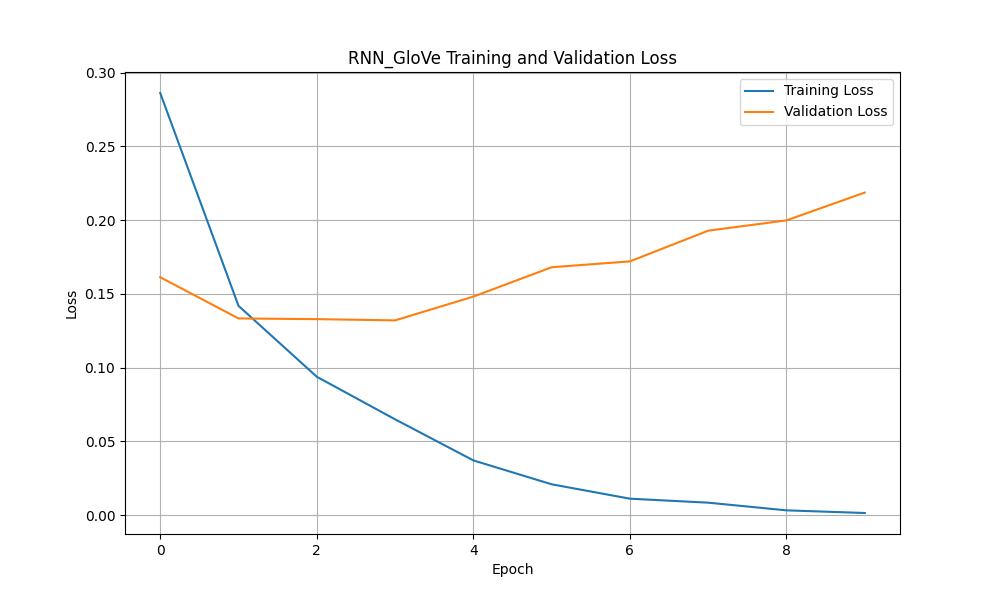 RNN_GloVe Training and Validation Loss
Training Loss
Validation Loss
Loss
0.30
0.25
0.20
0.15
0.10
0.05
0.00
0 2 4 6 8
Epoch